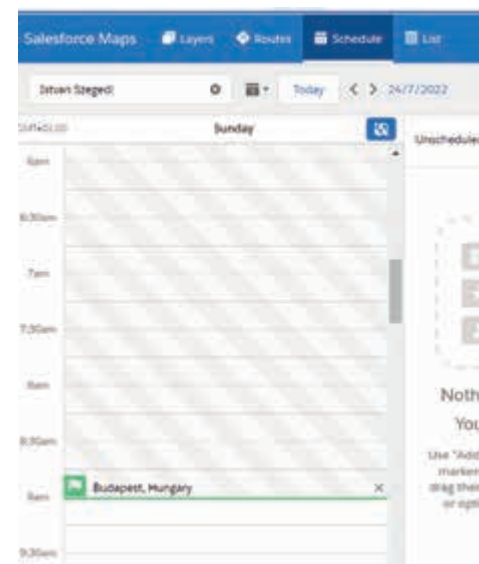 Salesforce Maps Layers Routes Schedule List
Istvan Szegedi Today 24/7/2022
Sunday
Unschedule
6am
6:30am
7am
7:30am
8am
Noth
You
8:30am
Use "Add
marker
drag their
or opti
Budapest, Hungary
9am
9:30am